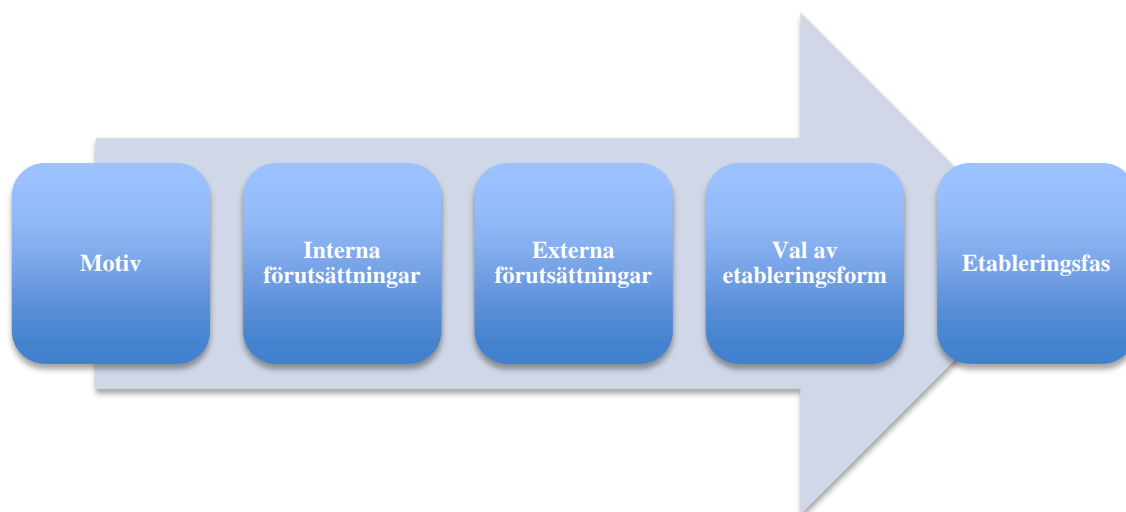 Motiv
Interna
förutsättningar
Externa
förutsättningar
Val av
etableringsform
Etableringsfas